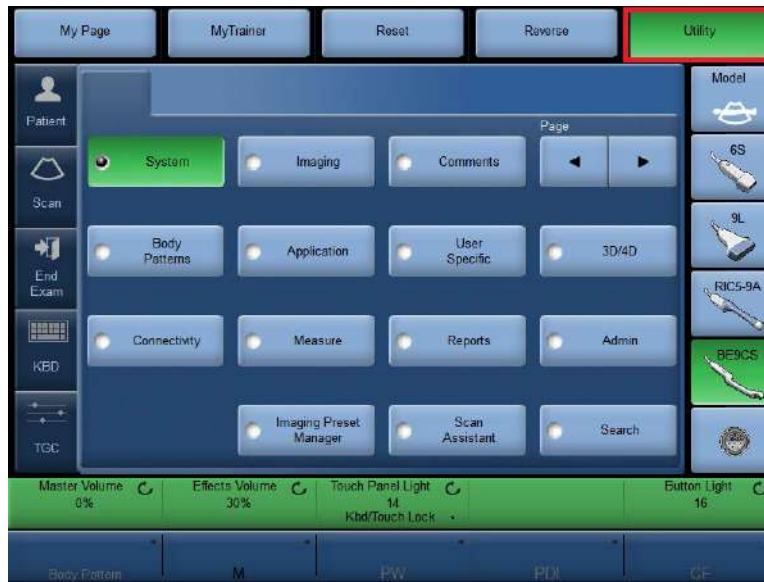 My Page
MyTrainer
Reset
Reverse
Utility
Patient
Scan
End
Exam
KBD
TGC
Page
System
Imaging
Comments
Body
Patterns
Application
User
Specific
3D/4D
Connectivity
Measure
Reports
Admin
Imaging Preset
Manager
Scan
Assistant
Search
Model
6S
9L
RIC5-9A
BE9CS
Master Volume
0%
Effects Volume
30%
Touch Panel Light
14
Kbd/Touch Lock
Button Light
16
Body Pattern
M
PW
PDI
CF